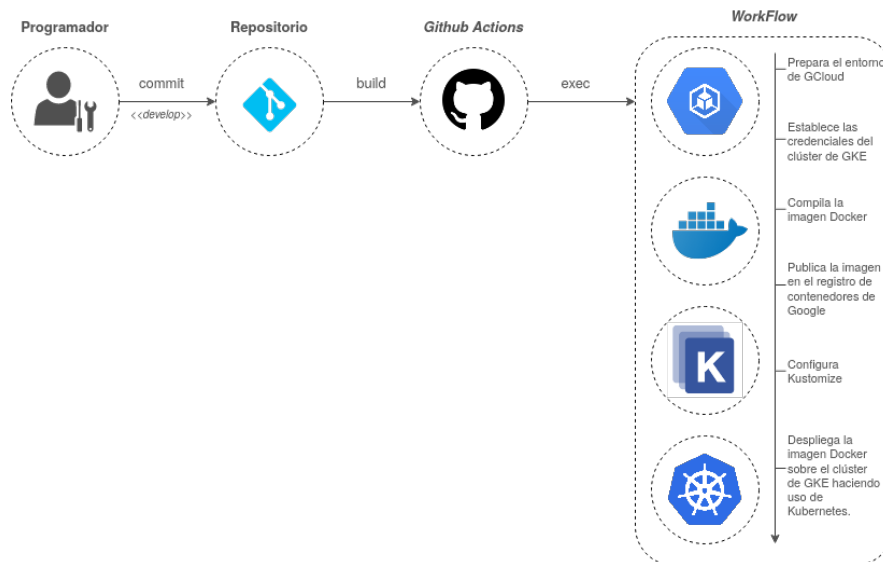 Programador
Repositorio
Github Actions
WorkFlow
commit
<<develop>>
build
exec
Prepara el entorno
de GCloud
Establece las
credenciales del
clúster de GKE
Compila la
imagen Docker
Publica la imagen
en el registro de
contenedores de
Google
K
Configura
Kustomize
Despliega la
imagen Docker
sobre el clúster
de GKE haciendo
uso de
Kubernetes.